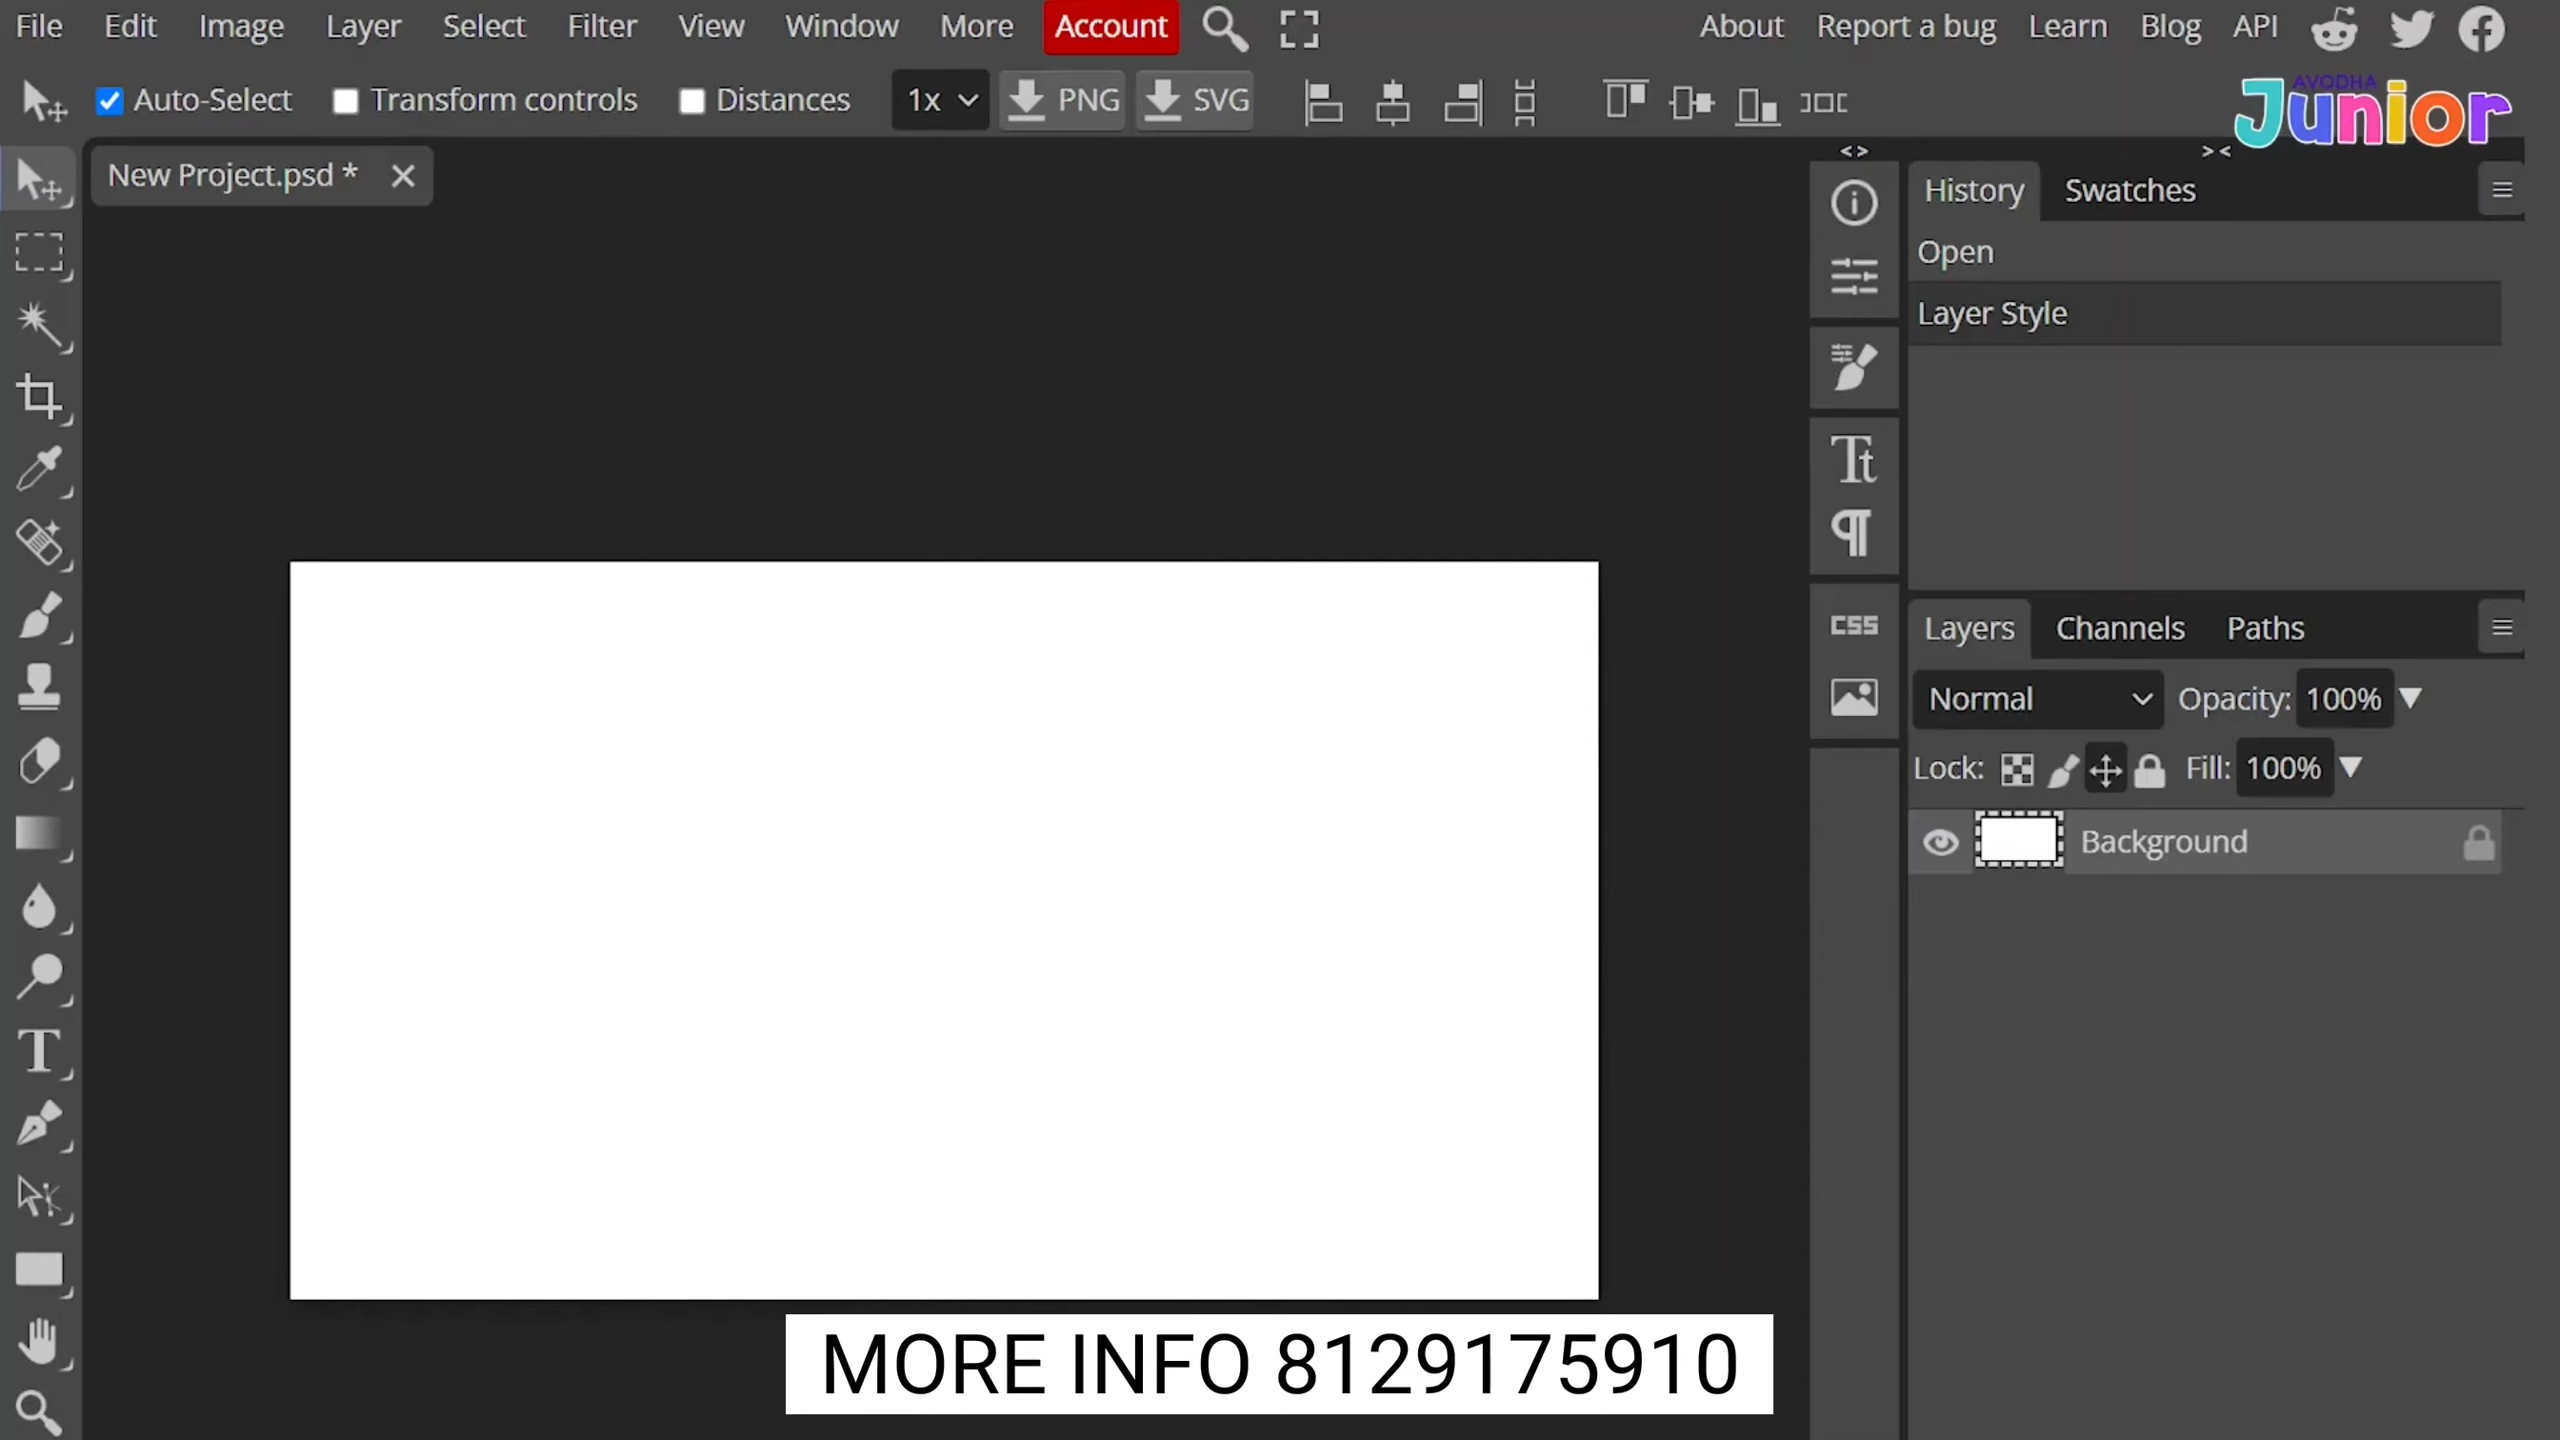 File Edit Image Layer Select Filter View Window More Account About Report a bug Learn Blog API
Auto-Select Transform controls Distances 1x PNG SVG
AVODHA
Junior
New Project.psd *
< >
> <
History Swatches
Open
Layer Style
Tt
CSS
Layers Channels Paths
Normal Opacity: 100%
Lock: Fill: 100%
Background
T
MORE INFO 8129175910